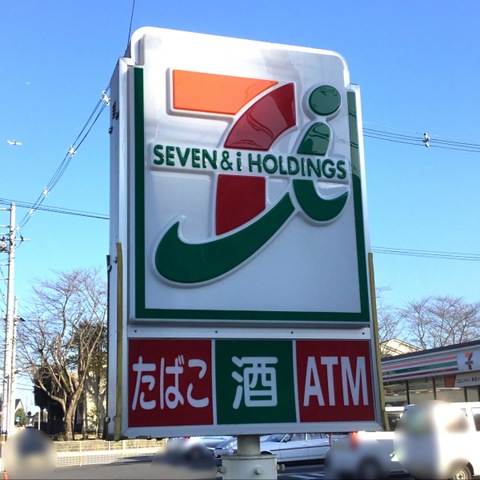 SEVEN & i HOLDINGS
たばこ 酒 ATM